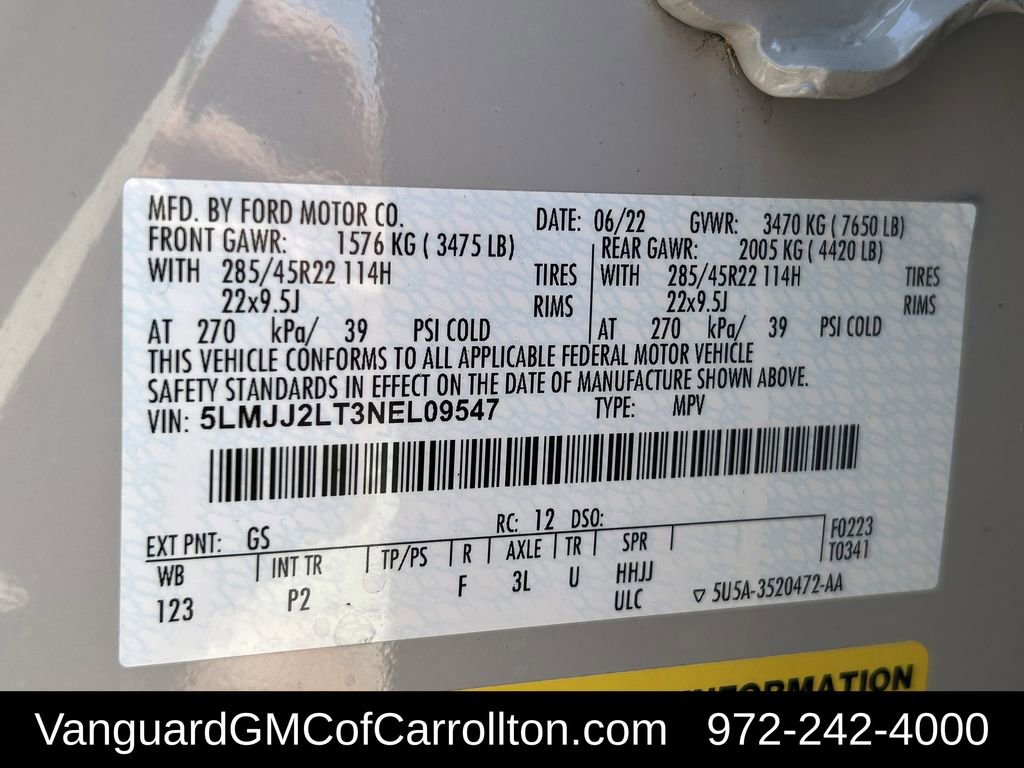 MFD. BY FORD MOTOR CO. DATE: 06/22 GVWR: 3470 KG ( 7650 LB)
FRONT GAWR: 1576 KG ( 3475 LB) REAR GAWR: 2005 KG ( 4420 LB)
WITH 285/45R22 114H TIRES WITH 285/45R22 114H TIRES
22x9.5J RIMS 22x9.5J RIMS
AT 270 kPa/ 39 PSI COLD AT 270 kPa/ 39 PSI COLD
THIS VEHICLE CONFORMS TO ALL APPLICABLE FEDERAL MOTOR VEHICLE
SAFETY STANDARDS IN EFFECT ON THE DATE OF MANUFACTURE SHOWN ABOVE.
VIN: 5LMJJ2LT3NEL09547 TYPE: MPV
EXT PNT: GS RC: 12 DSO: F0223
WB INT TR TP/PS R AXLE TR SPR T0341
123 P2 F 3L U HHJJ
ULC ▽ 5U5A-3520472-AA
INFORMATION
VanguardGMCofCarrollton.com 972-242-4000